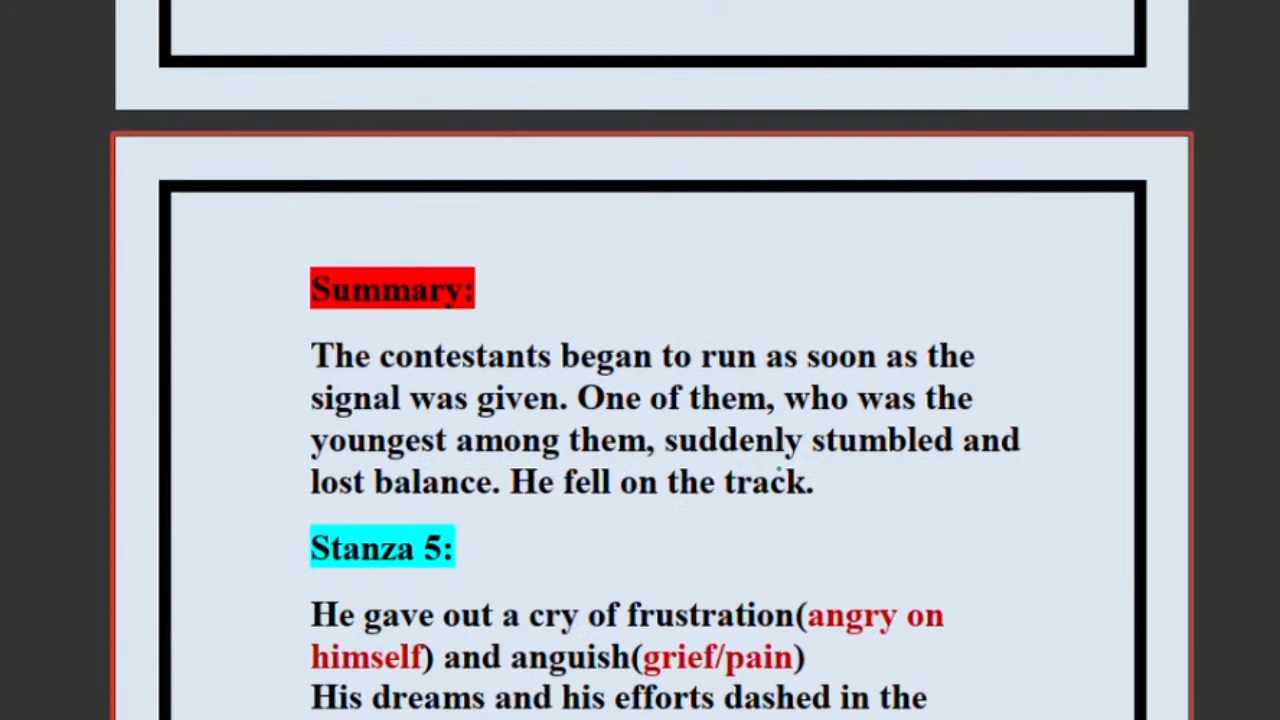 Summary:
The contestants began to run as soon as the
signal was given. One of them, who was the
youngest among them, suddenly stumbled and
lost balance. He fell on the track.
Stanza 5:
He gave out a cry of frustration(angry on
himself) and anguish(grief/pain)
His dreams and his efforts dashed in the